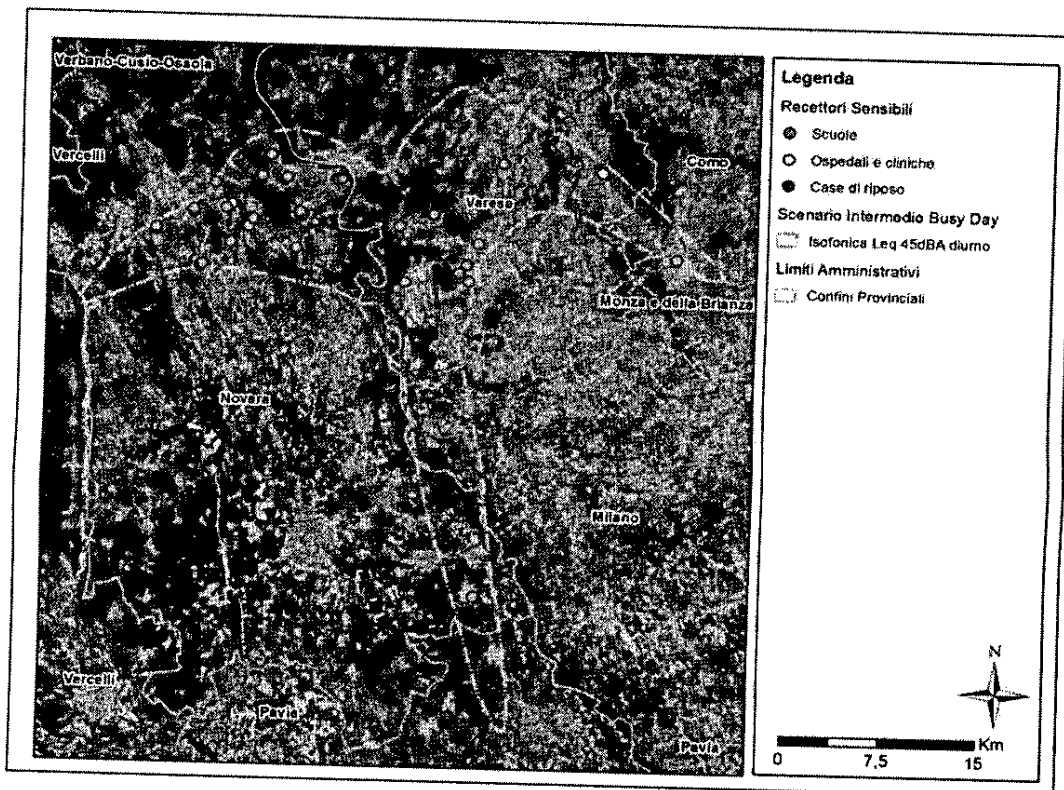 Verbano-Cusio-Ossola
Vercelli
Como
Varese
Monza e della Brianza
Novara
Milano
Vercelli
Pavia
Pavia
Legenda
Recettori Sensibili
Scuole
Ospedali e cliniche
Case di riposo
Scenario Intermodio Busy Day
Isofonica Leq 45dBA diurno
Limiti Amministrativi
Confini Provinciali
N
Km
0 7,5 15